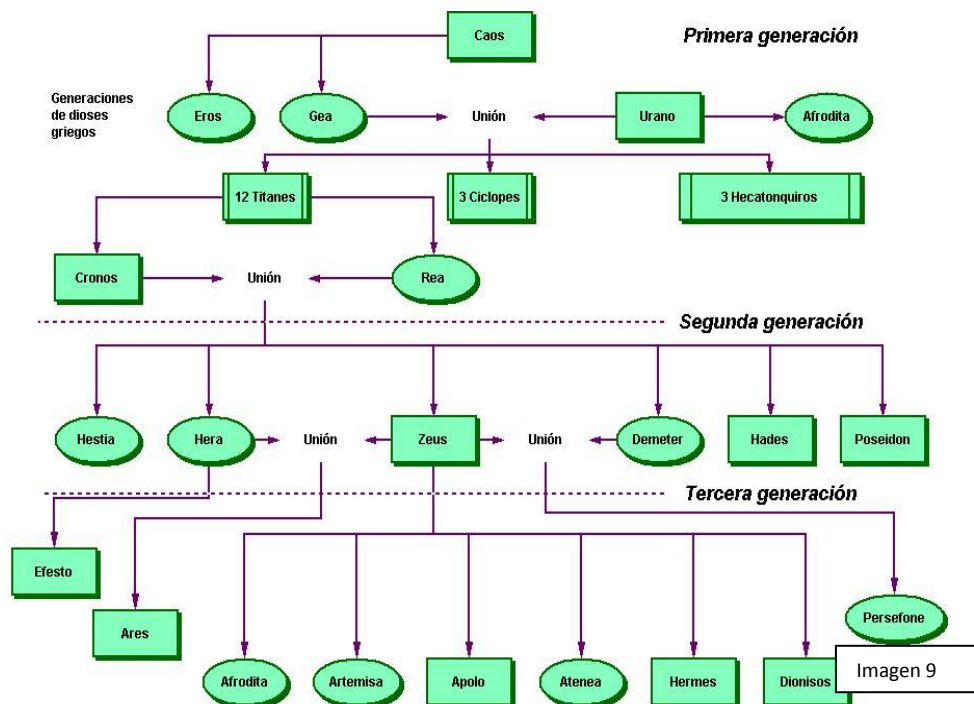 Caos
Primera generación
Generaciones
de dioses
griegos
Eros
Gea
Unión
Urano
Afrodita
12 Titanes
3 Ciclopes
3 Hecatonquiros
Cronos
Unión
Rea
Segunda generación
Hestia
Hera
Unión
Zeus
Unión
Demeter
Hades
Poseidon
Tercera generación
Efesto
Ares
Persefone
Afrodita
Artemisa
Apolo
Atenea
Hermes
Dionisos
Imagen 9